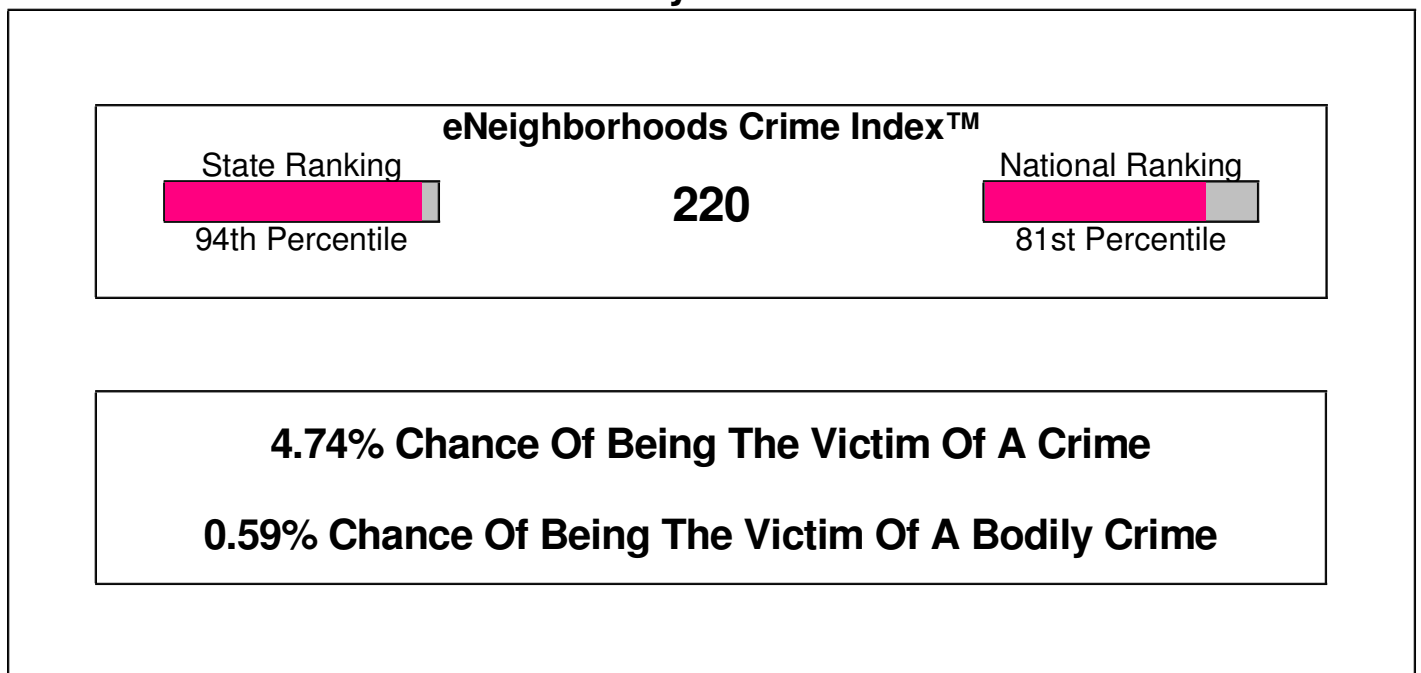 eNeighborhoods Crime Index™
State Ranking
94th Percentile
220
National Ranking
81st Percentile
4.74% Chance Of Being The Victim Of A Crime
0.59% Chance Of Being The Victim Of A Bodily Crime